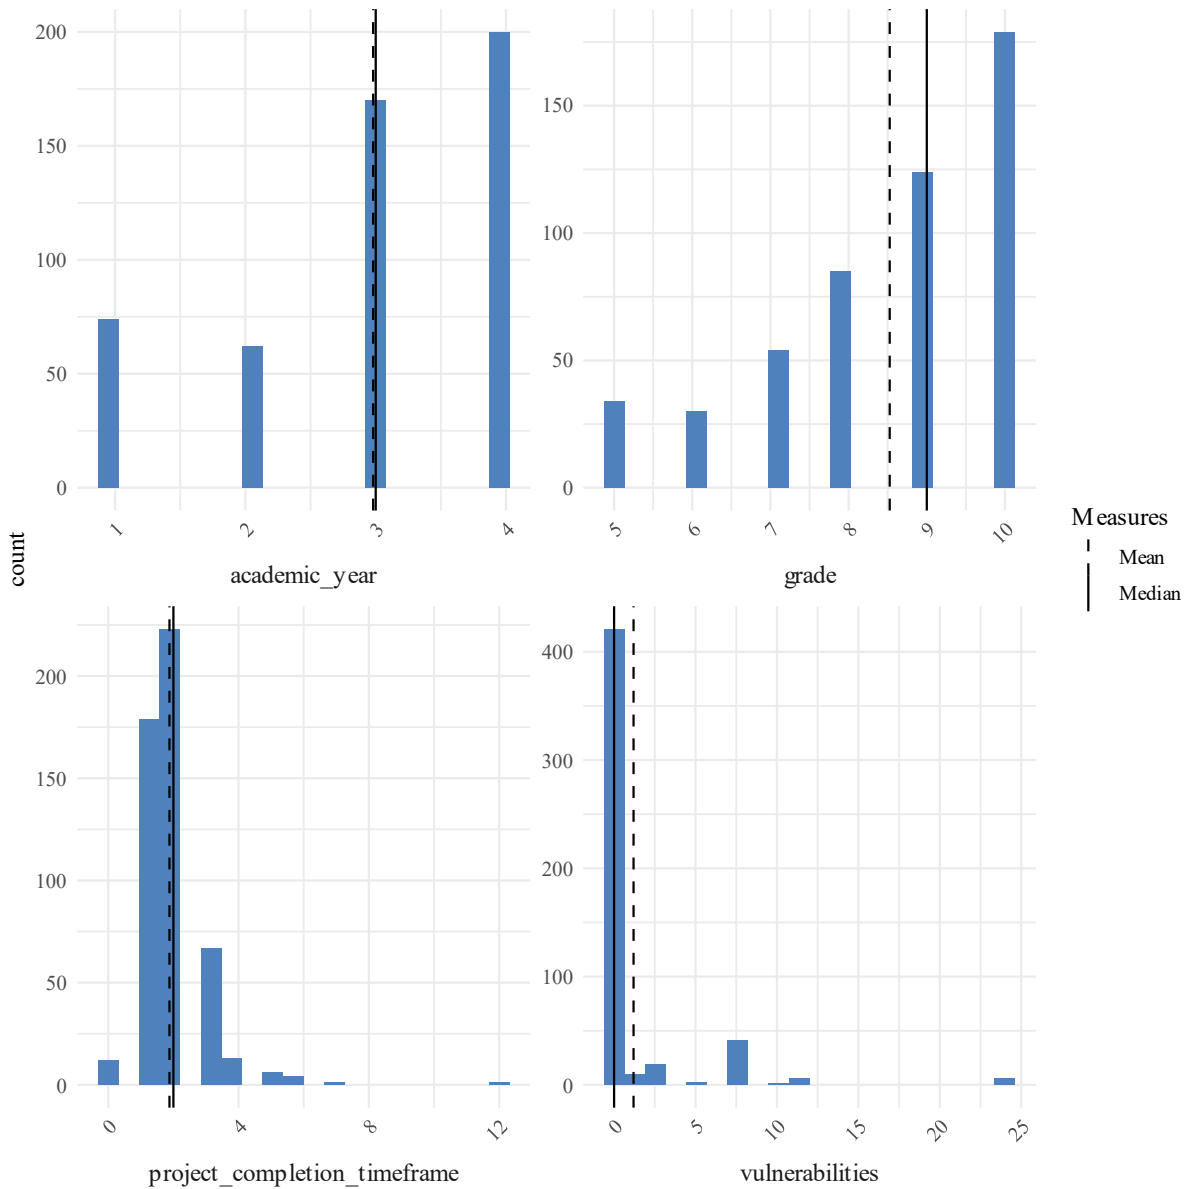 count
200
150
100
50
0
1 2 3 4
academic_year
150
100
50
0
5 6 7 8 9 10
grade
200
150
100
50
0
0 4 8 12
project_completion_timeframe
400
300
200
100
0
0 5 10 15 20 25
vulnerabilities
Measures
Mean
Median